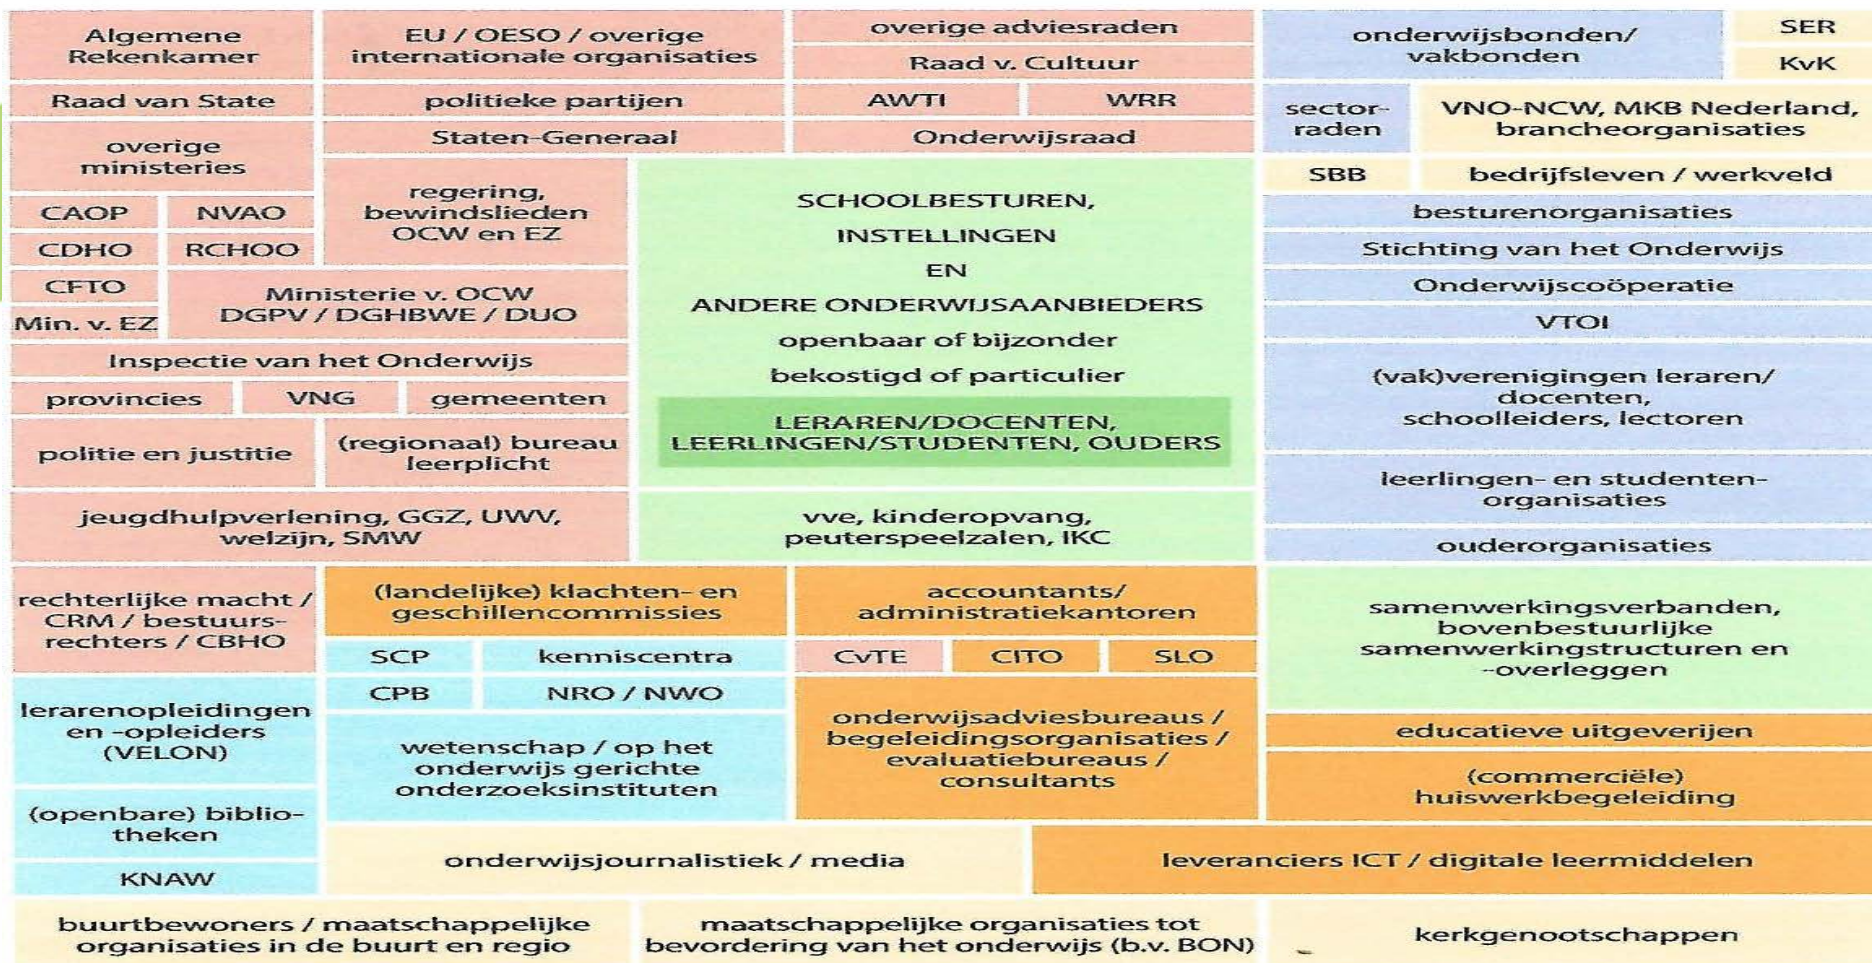 Algemene
Rekenkamer
EU / OESO / overige
internationale organisaties
overige adviesraden
Raad v. Cultuur
onderwijsbonden/
vakbonden
SER
KvK
Raad van State
politieke partijen
AWTI
WRR
sector-
raden
VNO-NCW, MKB Nederland,
brancheorganisaties
overige
ministeries
Staten-Generaal
Onderwijsraad
regering,
bewindslieden
OCW en EZ
SCHOOLBESTUREN,
INSTELLINGEN
EN
ANDERE ONDERWIJSAANBIEDERS
openbaar of bijzonder
bekostigd of particulier
LERAREN/DOCENTEN,
LEERLINGEN/STUDENTEN, OUDERS
SBB
bedrijfsleven / werkveld
CAOP
NVAO
besturenorganisaties
CDHO
RCHOO
Stichting van het Onderwijs
CFTO
Min. v. EZ
Ministerie v. OCW
DGPV / DGHBWE / DUO
Onderwijscoöperatie
VTOI
Inspectie van het Onderwijs
provincies
VNG
gemeenten
(vak)verenigingen leraren/
docenten,
schoolleiders, lectoren
politie en justitie
(regionaal) bureau
leerplicht
leerlingen- en studenten-
organisaties
jeugdhulpverlening, GGZ, UWV,
welzijn, SMW
vve, kinderopvang,
peuterspeelzalen, IKC
ouderorganisaties
rechterlijke macht /
CRM / bestuurs-
rechters / CBHO
(landelijke) klachten- en
geschillencommissies
accountants/
administratiekantoren
samenwerkingsverbanden,
bovenbestuurlijke
samenwerkingstructuren en
-overleggen
SCP
kenniscentra
CvTE
CITO
SLO
lerarenopleidingen
en -opleiders
(VELON)
CPB
NRO / NWO
onderwijsadviesbureaus /
begeleidingsorganisaties /
evaluatiebureaus /
consultants
educatieve uitgeverijen
wetenschap / op het
onderwijs gerichte
onderzoeksinstituten
(commerciële)
huiswerkbegeleiding
(openbare) biblio-
theken
KNAW
onderwijsjournalistiek / media
leveranciers ICT / digitale leermiddelen
buurtbewoners / maatschappelijke
organisaties in de buurt en regio
maatschappelijke organisaties tot
bevordering van het onderwijs (b.v. BON)
kerkgenootschappen